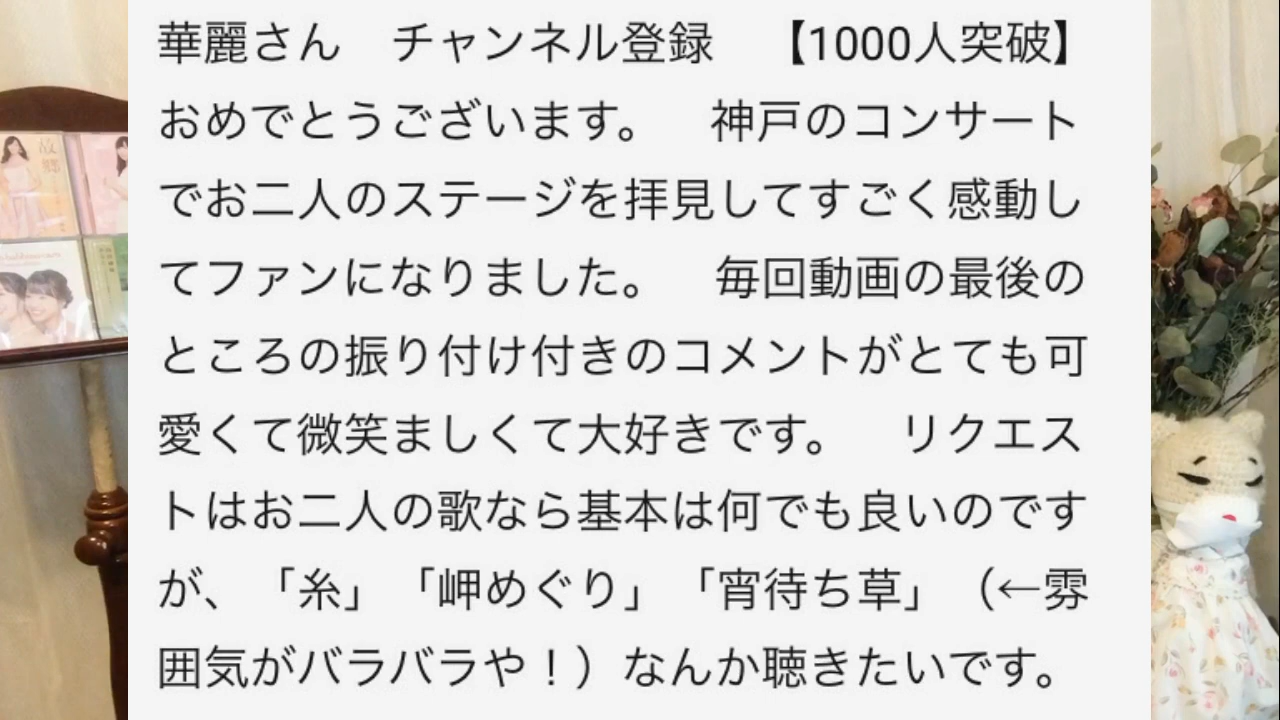 華麗さん　チャンネル登録　【1000人突破】
おめでとうございます。　神戸のコンサート
でお二人のステージを拝見してすごく感動し
てファンになりました。　毎回動画の最後の
ところの振り付け付きのコメントがとても可
愛くて微笑ましくて大好きです。　リクエス
トはお二人の歌なら基本は何でも良いのです
が、「糸」「岬めぐり」「宵待ち草」（←雰
囲気がバラバラや！）なんか聴きたいです。
故郷